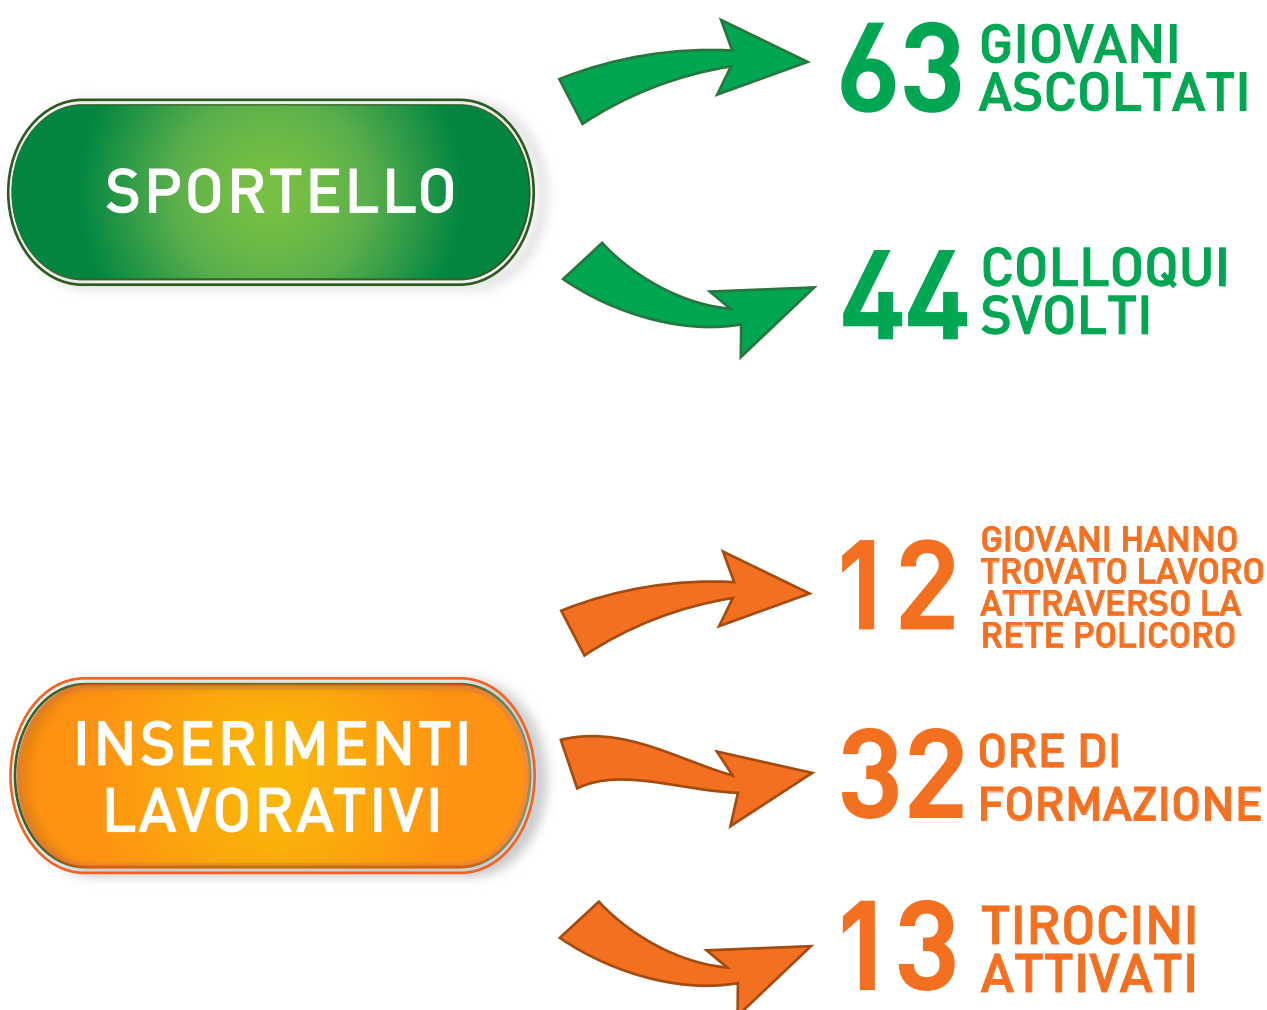 SPORTELLO
63 GIOVANI
ASCOLTATI
44 COLLOQUI
SVOLTI
INSERIMENTI
LAVORATIVI
12 GIOVANI HANNO
TROVATO LAVORO
ATTRAVERSO LA
RETE POLICORO
32 ORE DI
FORMAZIONE
13 TIROCINI
ATTIVATI